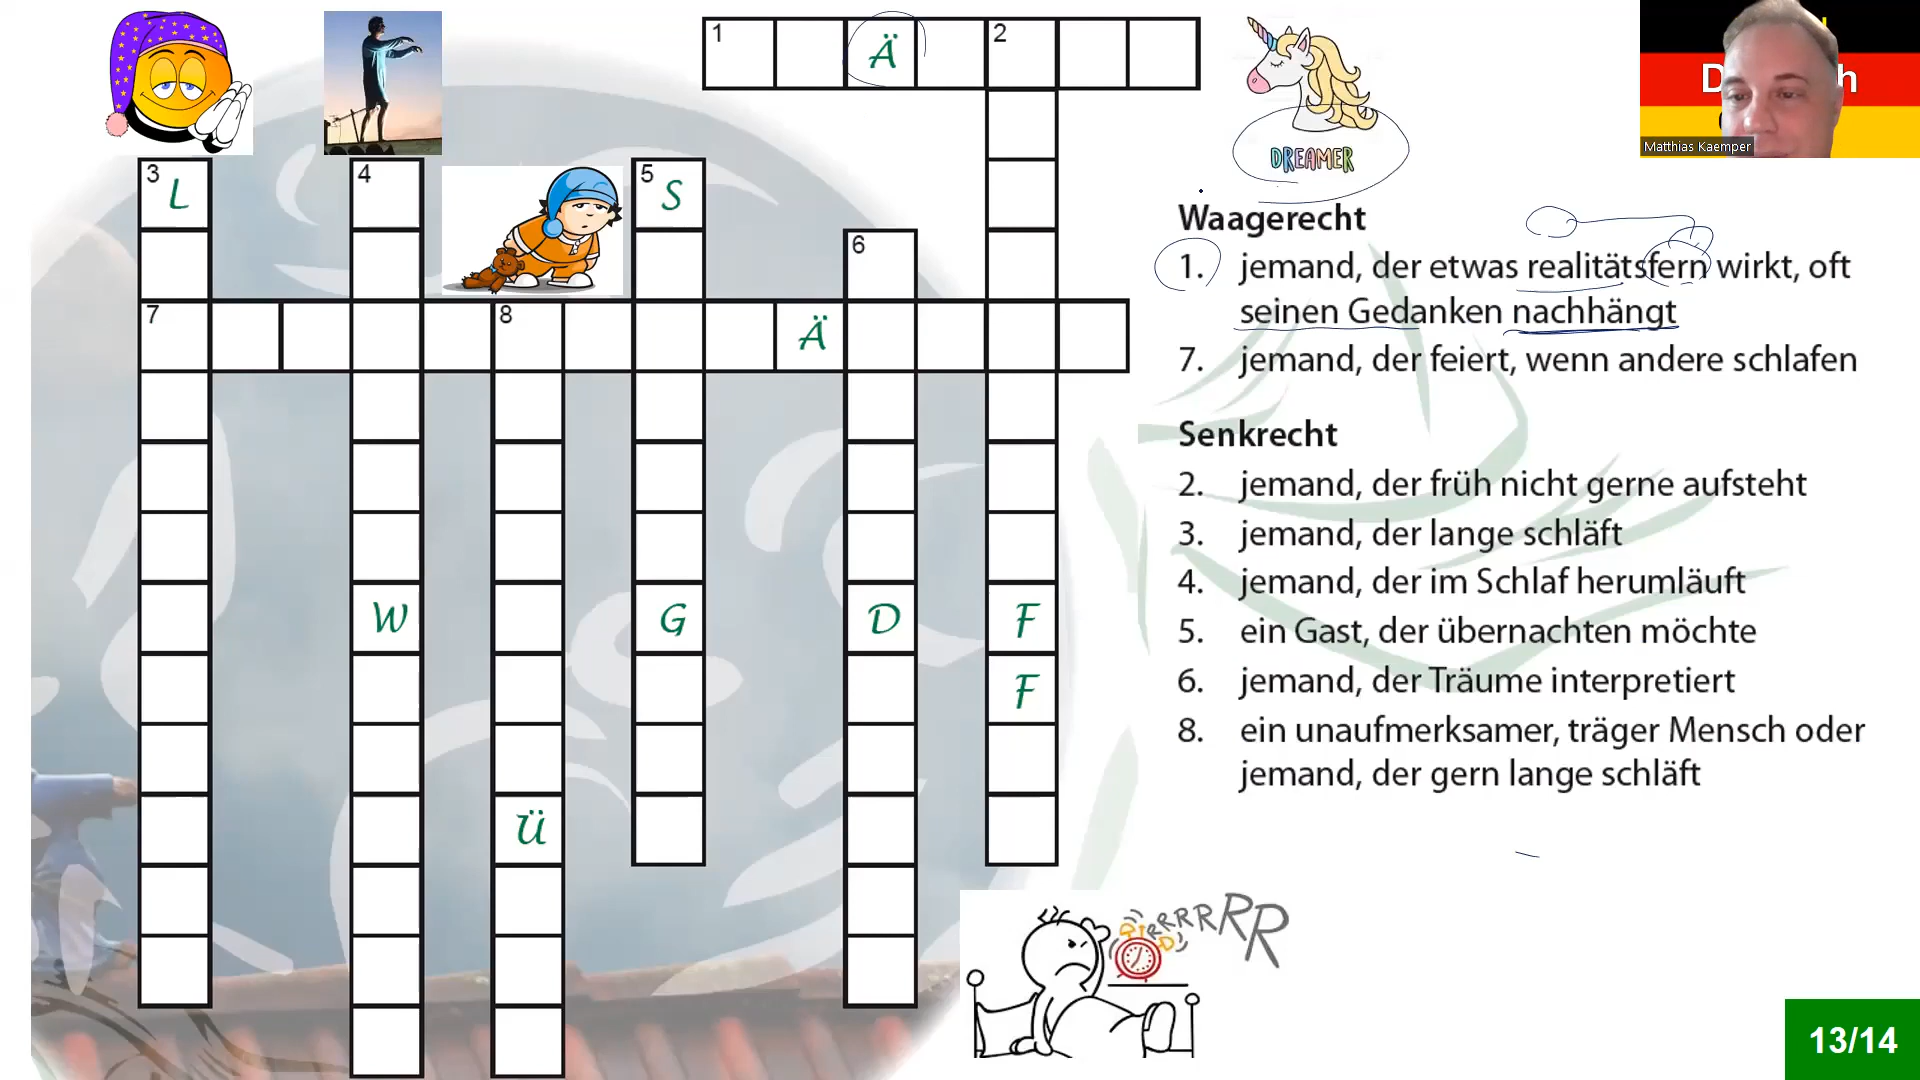 1
Ä
2
DREAMER
D h
Matthias Kaemper
3 L
4
5 S
6
7
8
Ä
W
G
D
F
F
Ü
Waagerecht
1. jemand, der etwas realitätsfern wirkt, oft
seinen Gedanken nachhängt
7. jemand, der feiert, wenn andere schlafen
Senkrecht
2. jemand, der früh nicht gerne aufsteht
3. jemand, der lange schläft
4. jemand, der im Schlaf herumläuft
5. ein Gast, der übernachten möchte
6. jemand, der Träume interpretiert
8. ein unaufmerksamer, träger Mensch oder
jemand, der gern lange schläft
RRRRRR
13/14